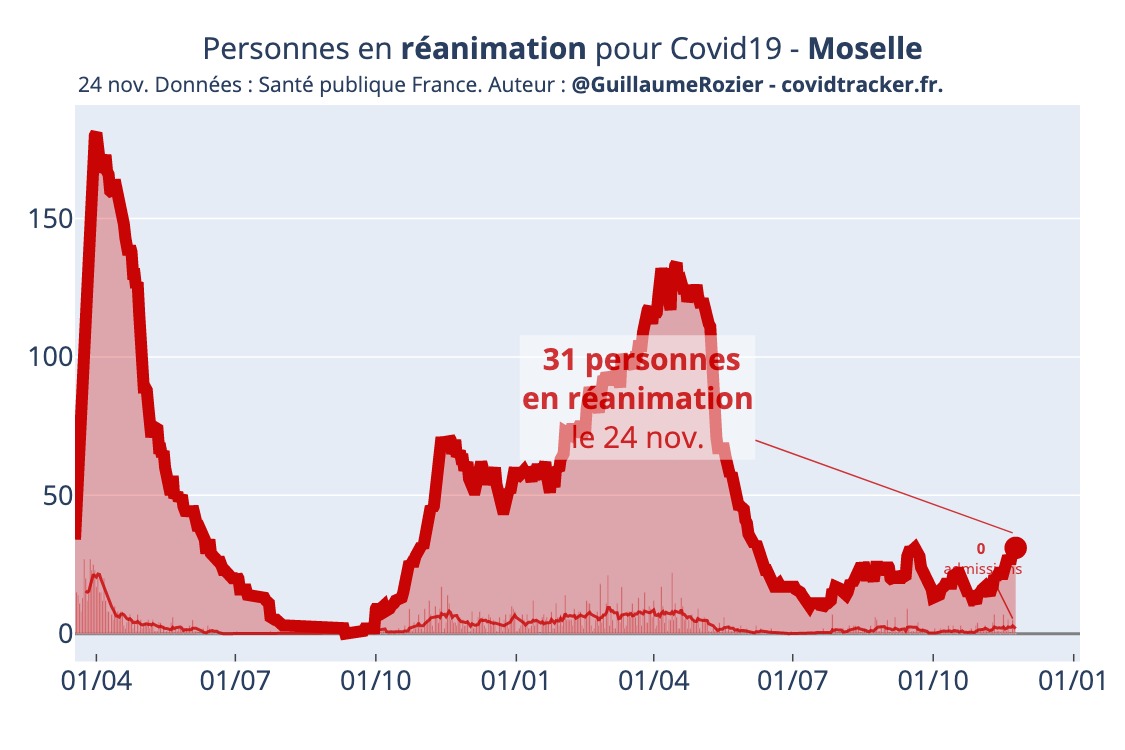 Personnes en réanimation pour Covid19 - Moselle
24 nov. Données : Santé publique France. Auteur : @GuillaumeRozier - covidtracker.fr.
150
100
50
0
31 personnes
en réanimation
le 24 nov.
0
admissions
01/04
01/07
01/10
01/01
01/04
01/07
01/10
01/01